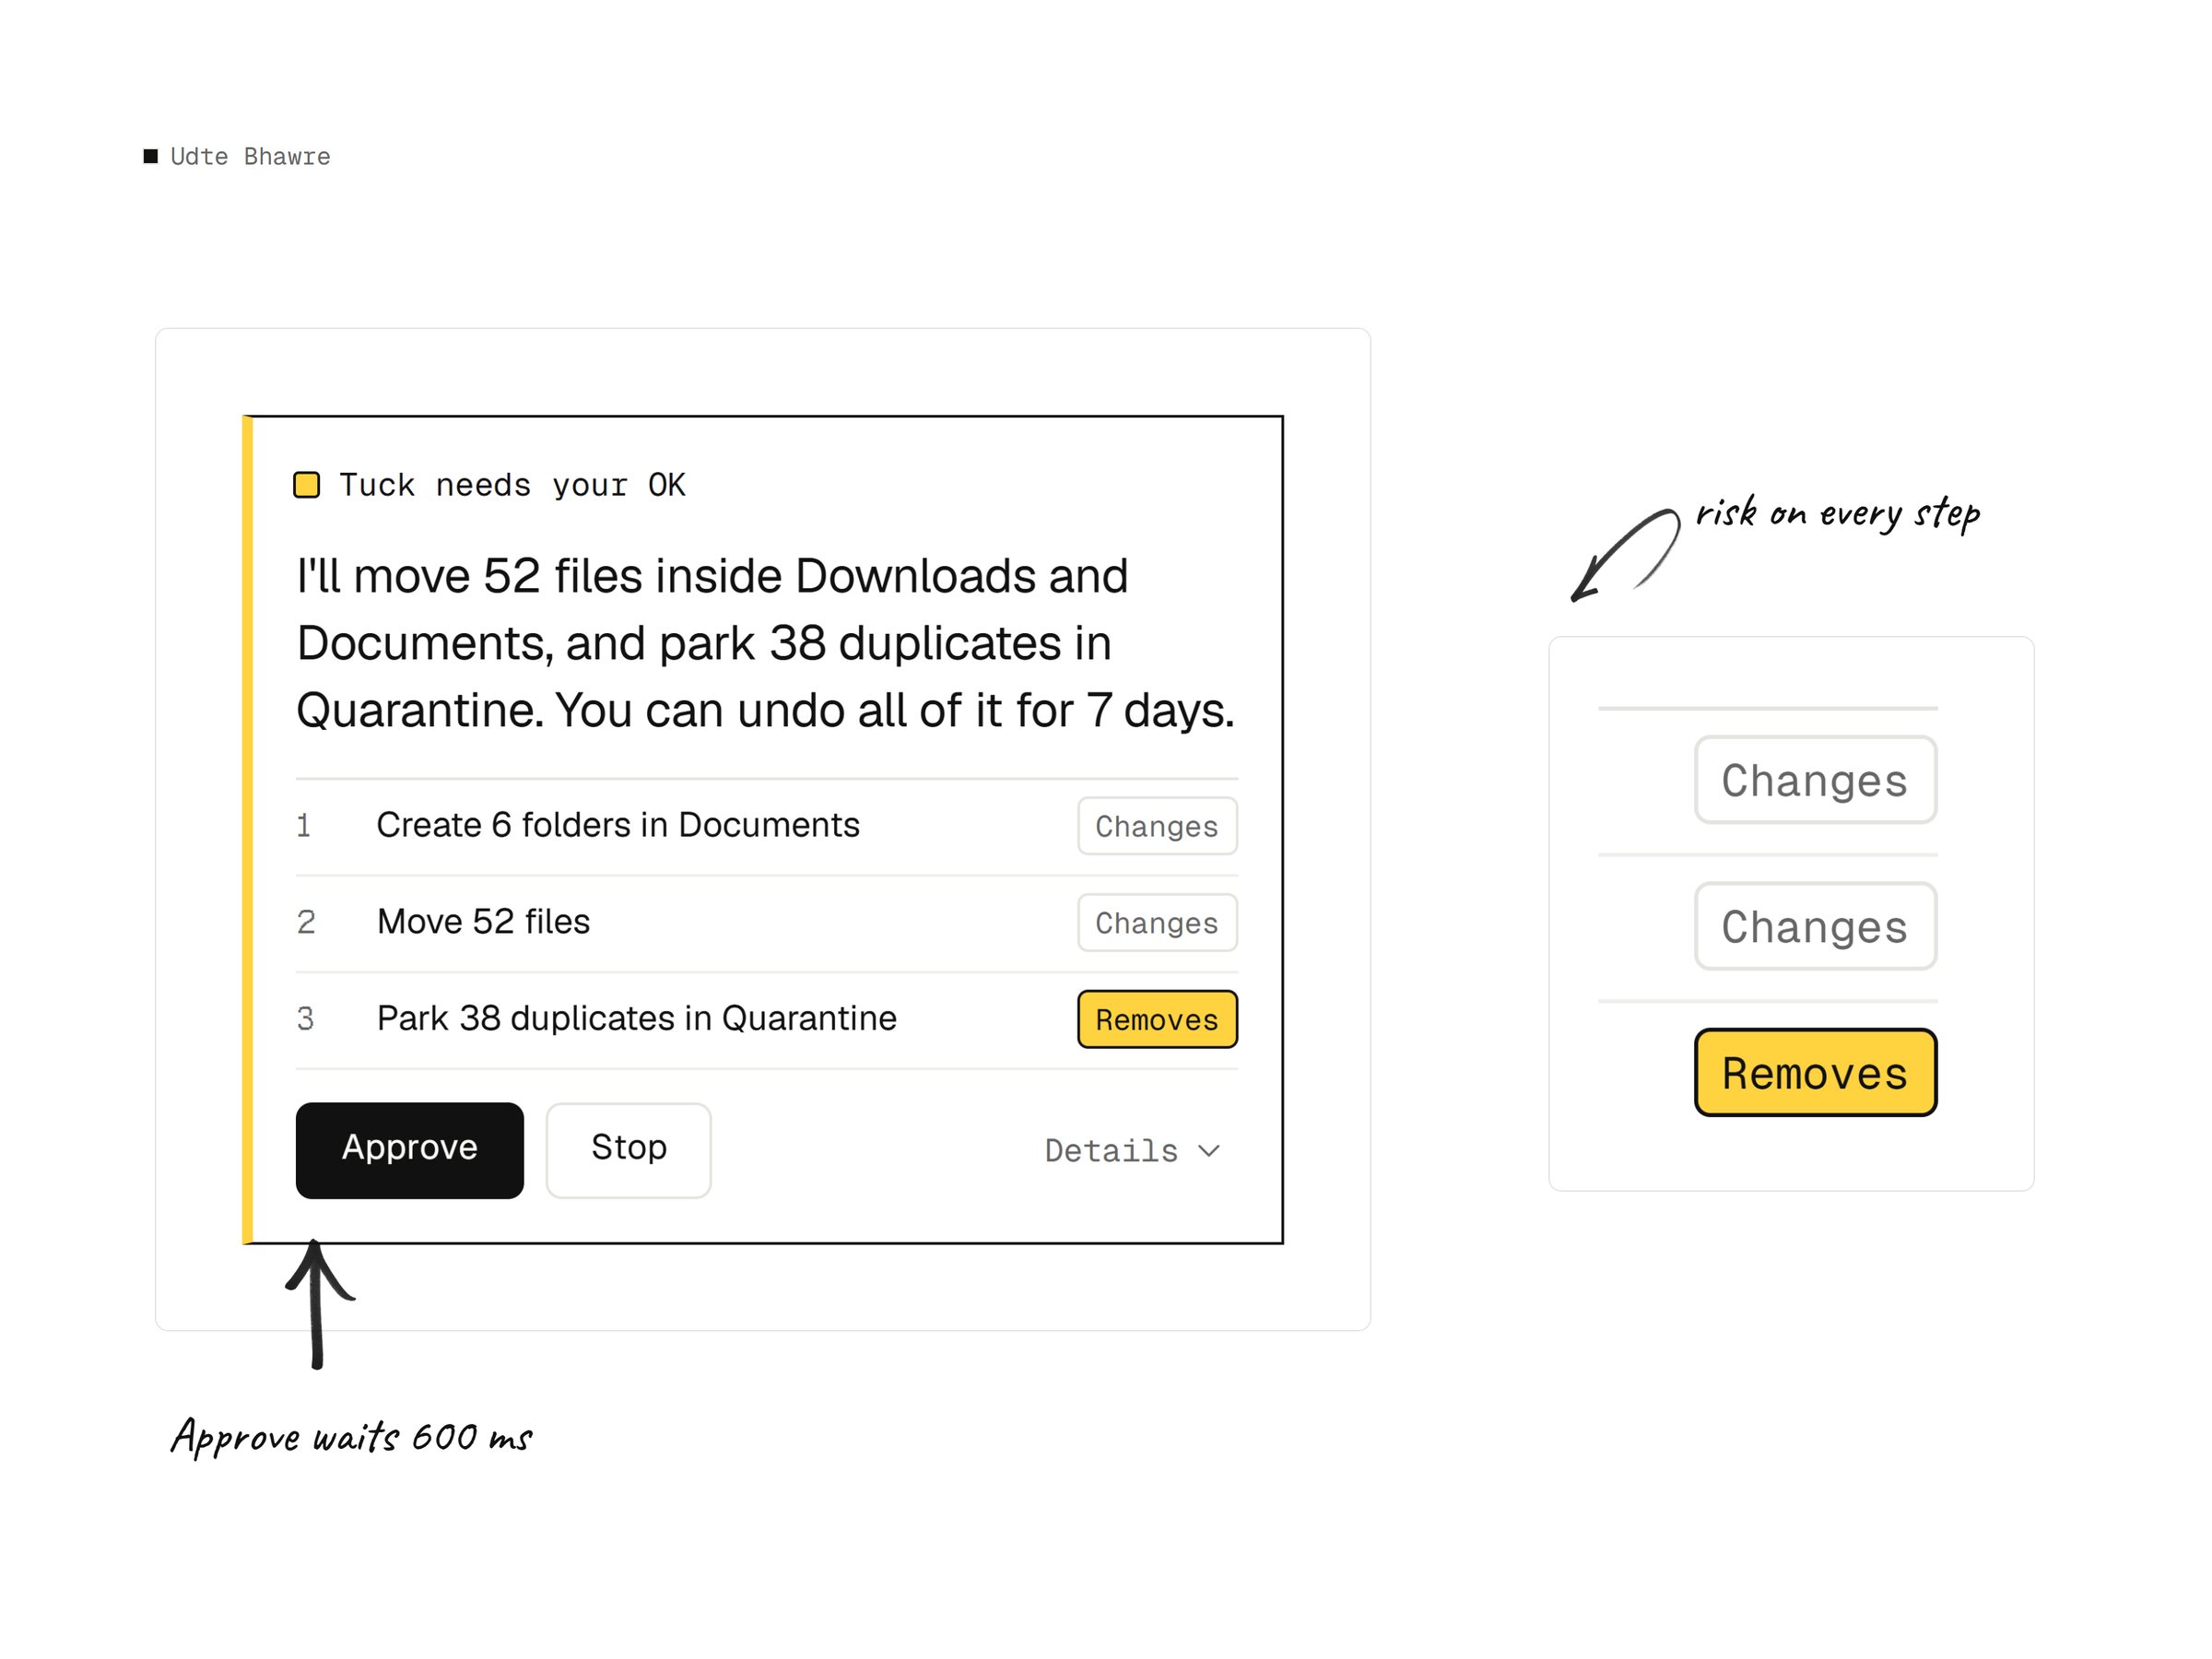 Udte Bhawre
Tuck needs your OK
I'll move 52 files inside Downloads and
Documents, and park 38 duplicates in
Quarantine. You can undo all of it for 7 days.
1 Create 6 folders in Documents Changes
2 Move 52 files Changes
3 Park 38 duplicates in Quarantine Removes
Approve Stop Details
Approve waits 600 ms
risk on every step
Changes
Changes
Removes